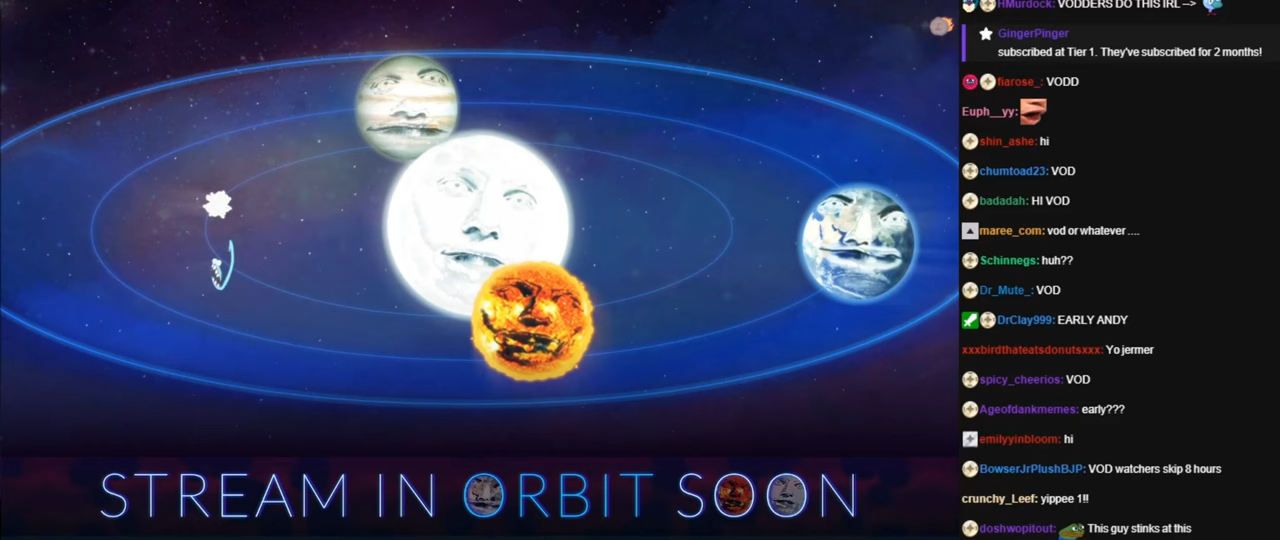 STREAM IN ORBIT SOON
HMurdock: VODDERS DO THIS IRL -->
GingerPinger
subscribed at Tier 1. They've subscribed for 2 months!
fiarose_: VODD
Euph__yy:
shin_ashe: hi
chumtoad23: VOD
badadah: HI VOD
maree_com: vod or whatever ....
Schinnegs: huh??
Dr_Mute_: VOD
DrClay999: EARLY ANDY
xxxbirdthateatsdonutsxxx: Yo jermer
spicy_cheerios: VOD
Ageofdankmemes: early???
emilyyinbloom: hi
BowserJrPlushBJP: VOD watchers skip 8 hours
crunchy_Leef: yippee 1!!
doshwopitout: This guy stinks at this